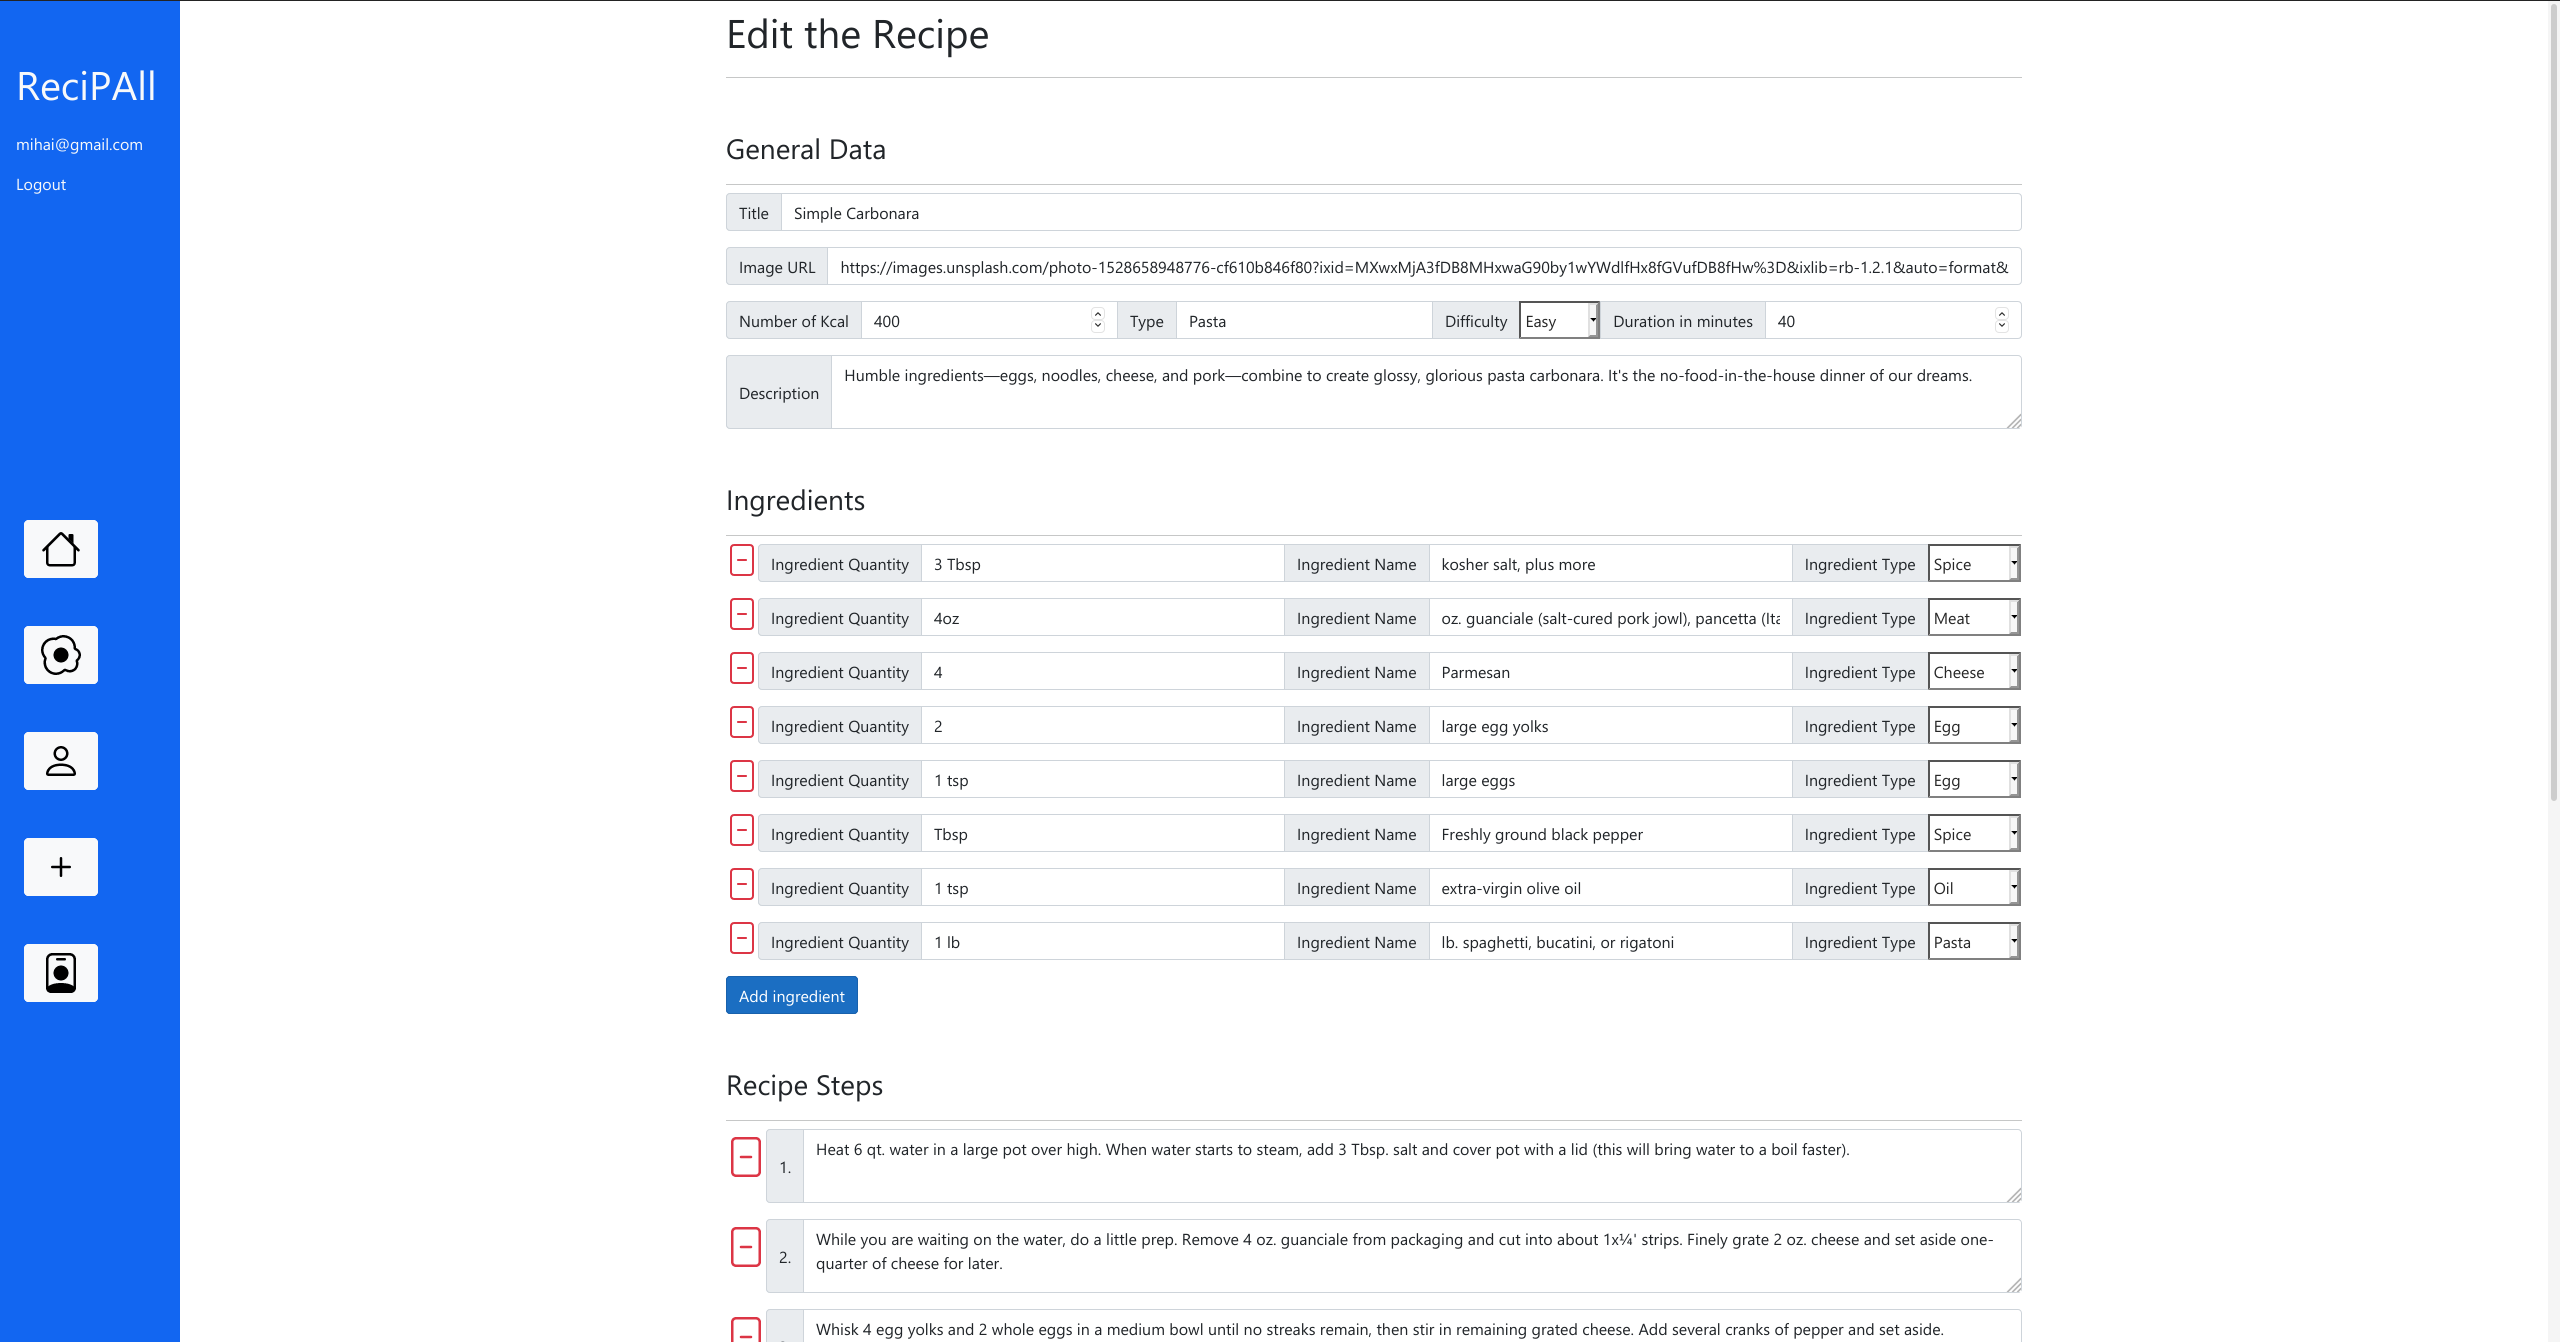 ReciPAll
mihai@gmail.com
Logout
Edit the Recipe
General Data
Title Simple Carbonara
Image URL https://images.unsplash.com/photo-1528658948776-cf610b846f80?ixid=MXwxMjA3fDB8MHxwaG90by1wYWdlfHx8fGVufDB8fHw%3D&ixlib=rb-1.2.1&auto=format&
Number of Kcal 400 Type Pasta Difficulty Easy Duration in minutes 40
Description Humble ingredients—eggs, noodles, cheese, and pork—combine to create glossy, glorious pasta carbonara. It's the no-food-in-the-house dinner of our dreams.
Ingredients
Ingredient Quantity 3 Tbsp Ingredient Name kosher salt, plus more Ingredient Type Spice
Ingredient Quantity 4oz Ingredient Name oz. guanciale (salt-cured pork jowl), pancetta (Ita Ingredient Type Meat
Ingredient Quantity 4 Ingredient Name Parmesan Ingredient Type Cheese
Ingredient Quantity 2 Ingredient Name large egg yolks Ingredient Type Egg
Ingredient Quantity 1 tsp Ingredient Name large eggs Ingredient Type Egg
Ingredient Quantity Tbsp Ingredient Name Freshly ground black pepper Ingredient Type Spice
Ingredient Quantity 1 tsp Ingredient Name extra-virgin olive oil Ingredient Type Oil
Ingredient Quantity 1 lb Ingredient Name lb. spaghetti, bucatini, or rigatoni Ingredient Type Pasta
Add ingredient
Recipe Steps
1. Heat 6 qt. water in a large pot over high. When water starts to steam, add 3 Tbsp. salt and cover pot with a lid (this will bring water to a boil faster).
2. While you are waiting on the water, do a little prep. Remove 4 oz. guanciale from packaging and cut into about 1x¼' strips. Finely grate 2 oz. cheese and set aside one-
quarter of cheese for later.
Whisk 4 egg yolks and 2 whole eggs in a medium bowl until no streaks remain, then stir in remaining grated cheese. Add several cranks of pepper and set aside.